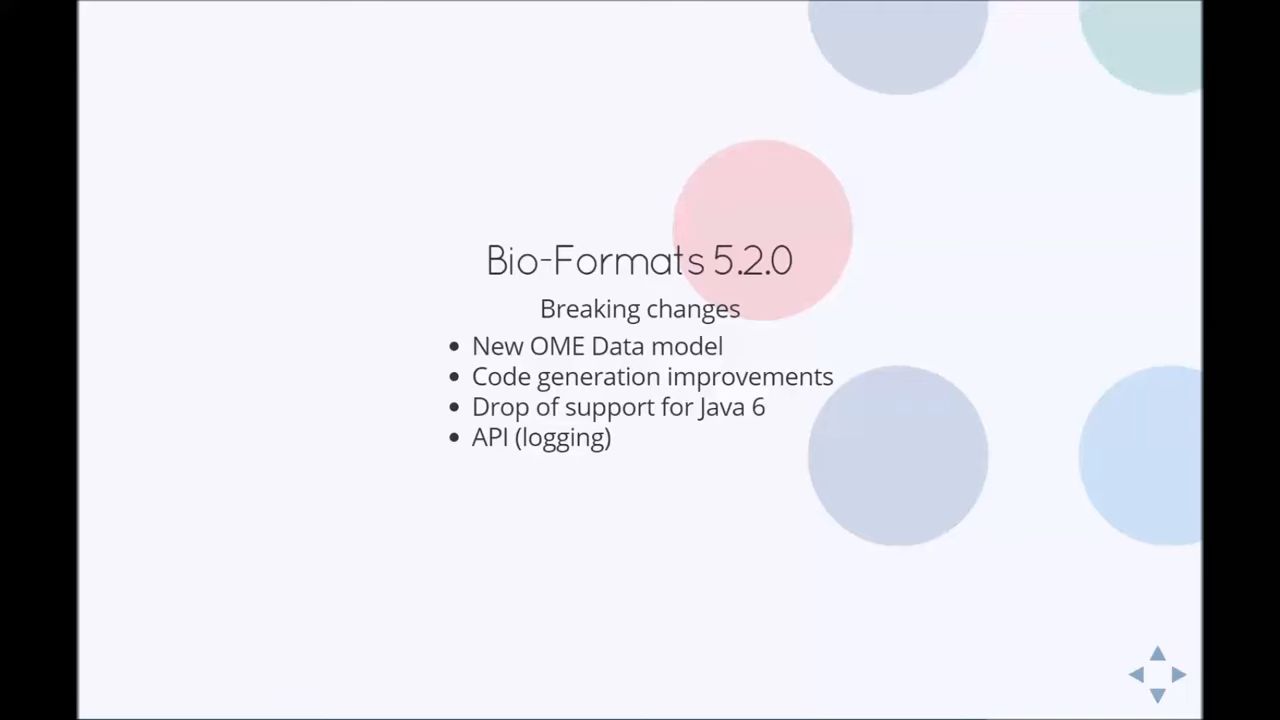 Bio-Formats 5.2.0
Breaking changes
• New OME Data model
• Code generation improvements
• Drop of support for Java 6
• API (logging)